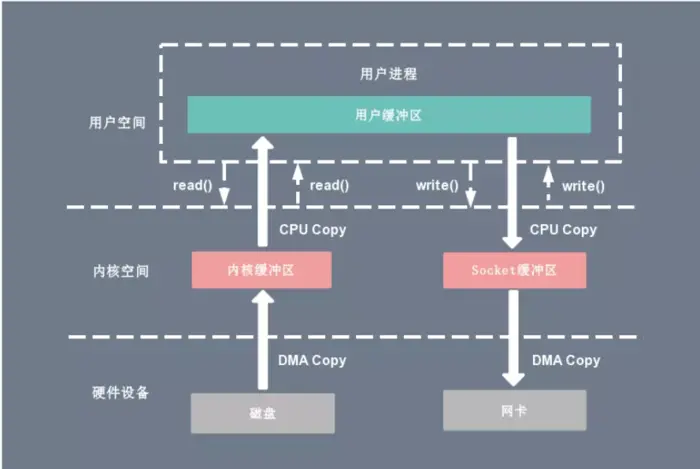 用户进程
用户缓冲区
用户空间
read()
read()
write()
write()
CPU Copy
CPU Copy
内核空间
内核缓冲区
Socket缓冲区
DMA Copy
DMA Copy
硬件设备
磁盘
网卡